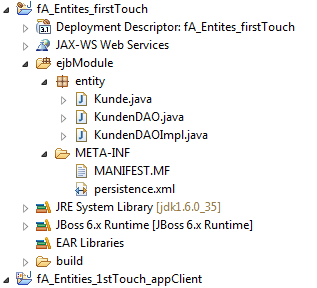 fA_Entites_firstTouch
3.1 Deployment Descriptor: fA_Entites_firstTouch
JAX-WS Web Services
ejbModule
entity
J Kunde.java
J KundenDAO.java
J KundenDAOImpl.java
META-INF
MANIFEST.MF
persistence.xml
JRE System Library [jdk1.6.0_35]
JBoss 6.x Runtime [JBoss 6.x Runtime]
EAR Libraries
build
fA_Entities_1stTouch_appClient